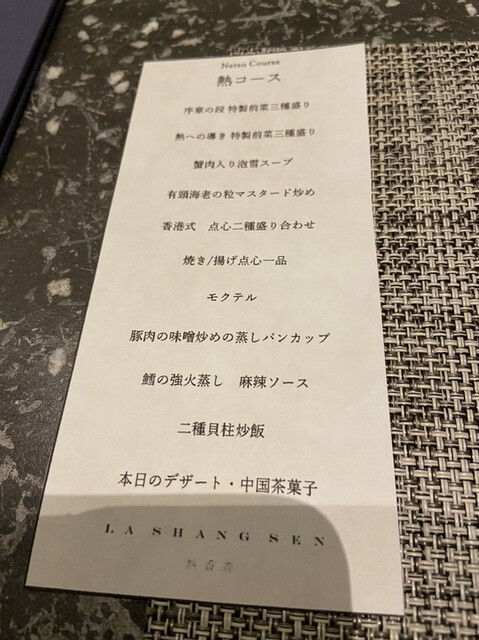 Netsu Course
熱コース
序章の段 特製前菜三種盛り
熱への導き 特製前菜三種盛り
蟹肉入り泡雪スープ
有頭海老の粒マスタード炒め
香港式　点心二種盛り合わせ
焼き/揚げ点心一品
モクテル
豚肉の味噌炒めの蒸しパンカップ
鱈の強火蒸し　麻辣ソース
二種貝柱炒飯
本日のデザート・中国茶菓子
LA SHANG SEN
熱香森